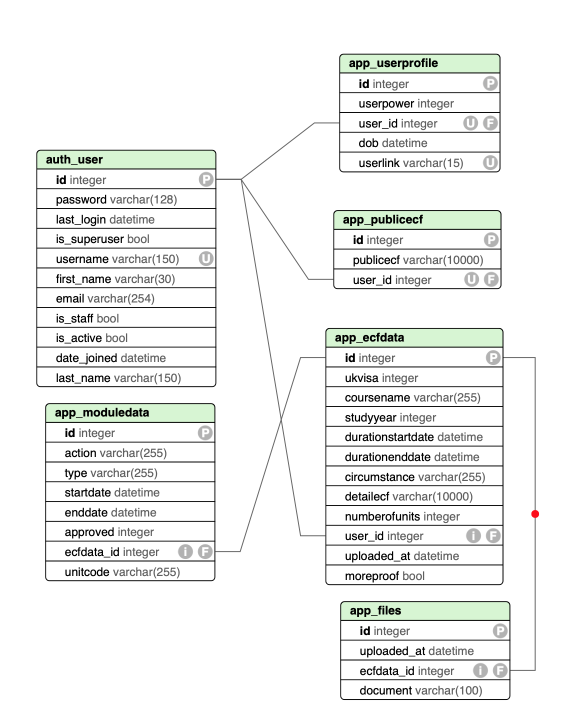 app_userprofile
id integer P
userpower integer
user_id integer U F
dob datetime
userlink varchar(15) U
auth_user
id integer P
password varchar(128)
last_login datetime
is_superuser bool
username varchar(150) U
first_name varchar(30)
email varchar(254)
is_staff bool
is_active bool
date_joined datetime
last_name varchar(150)
app_publicecf
id integer P
publicecf varchar(10000)
user_id integer U F
app_ecfdata
id integer P
ukvisa integer
coursename varchar(255)
studyyear integer
durationstartdate datetime
durationenddate datetime
circumstance varchar(255)
detailecf varchar(10000)
numberofunits integer
user_id integer i F
uploaded_at datetime
moreproof bool
app_moduledata
id integer P
action varchar(255)
type varchar(255)
startdate datetime
enddate datetime
approved integer
ecfdata_id integer i F
unitcode varchar(255)
app_files
id integer P
uploaded_at datetime
ecfdata_id integer i F
document varchar(100)